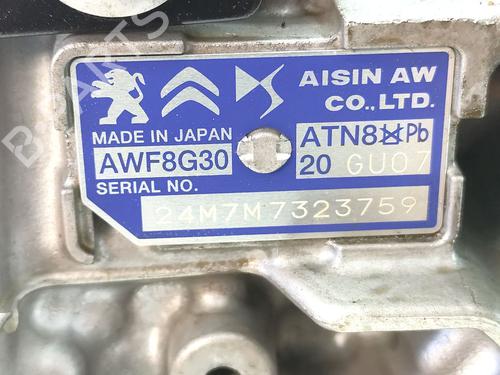 AISIN AW
CO., LTD.
MADE IN JAPAN
AWF8G30
ATN8 Pb
20 GU07
SERIAL NO.
24M7M7323759